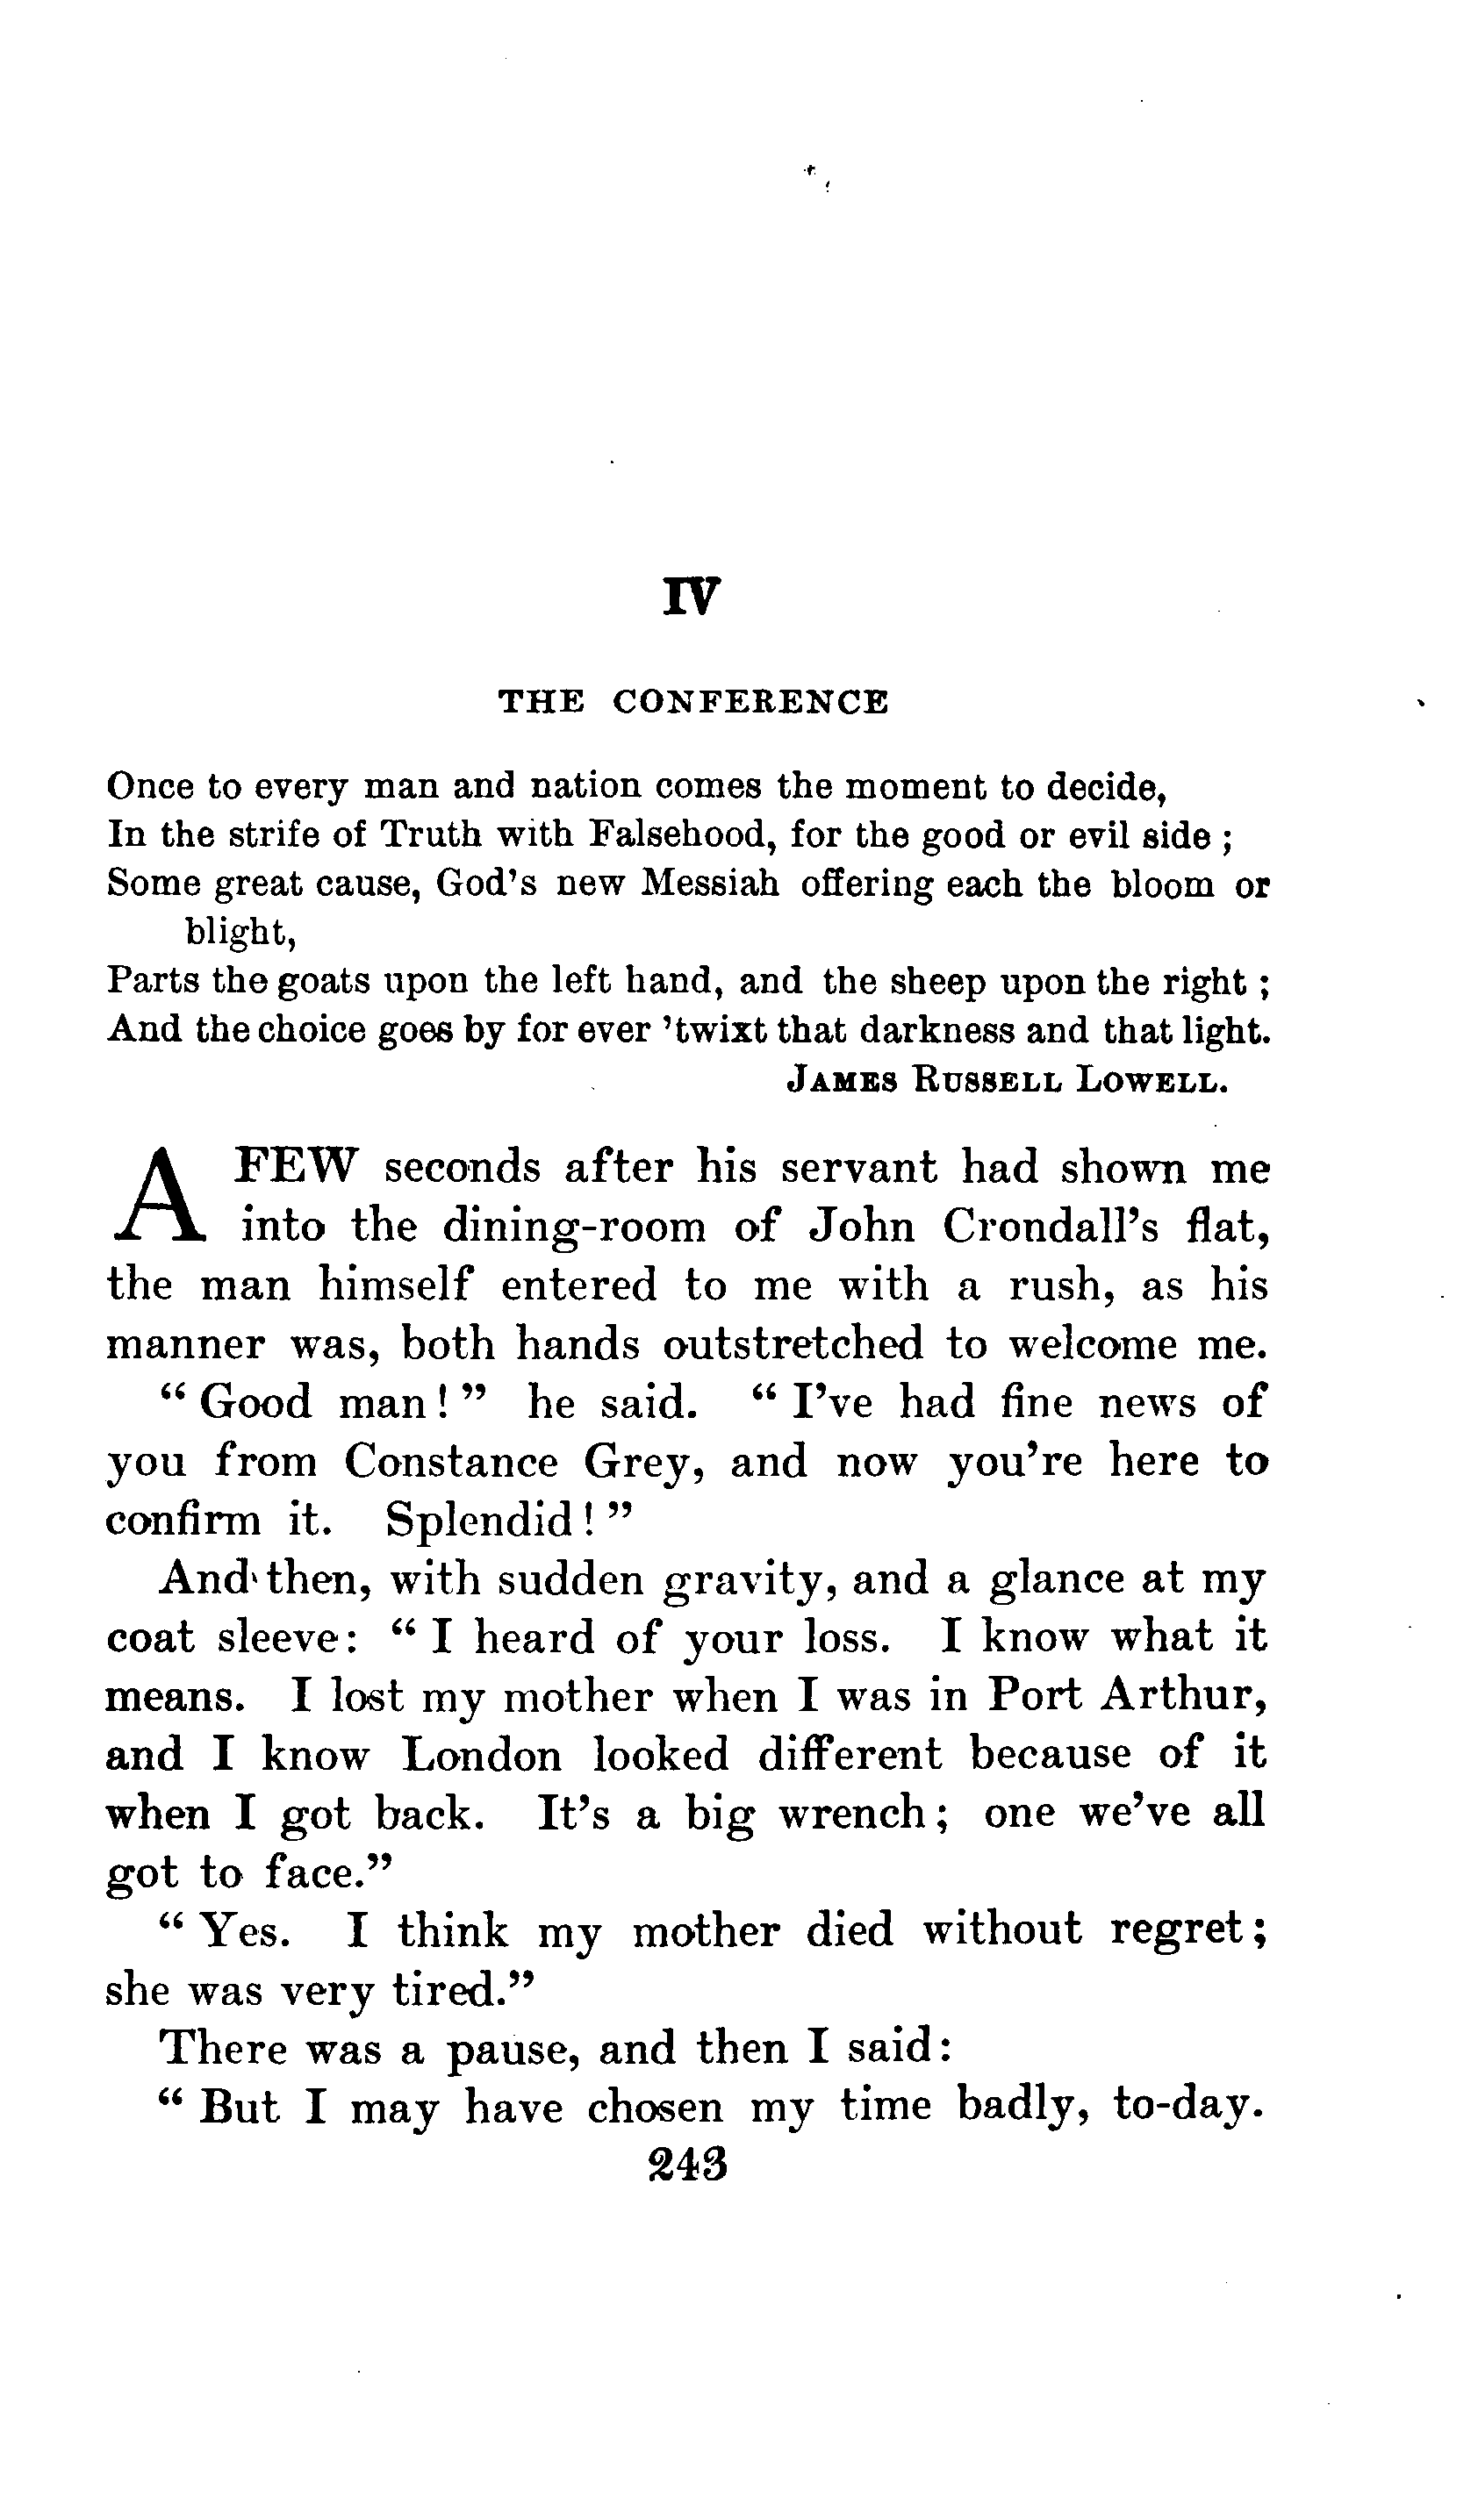 IV
THE CONFERENCE
Once to every man and nation comes the moment to decide,
In the strife of Truth with Falsehood, for the good or evil side ;
Some great cause, God's new Messiah offering each the bloom or
blight,
Parts the goats upon the left hand, and the sheep upon the right ;
And the choice goes by for ever 'twixt that darkness and that light.
JAMES RUSSELL LOWELL.
A FEW seconds after his servant had shown me
into the dining-room of John Crondall's flat,
the man himself entered to me with a rush, as his
manner was, both hands outstretched to welcome me.
" Good man ! " he said. " I've had fine news of
you from Constance Grey, and now you're here to
confirm it. Splendid ! "
And then, with sudden gravity, and a glance at my
coat sleeve: " I heard of your loss. I know what it
means. I lost my mother when I was in Port Arthur,
and I know London looked different because of it
when I got back. It's a big wrench ; one we've all
got to face."
" Yes. I think my mother died without regret ;
she was very tired."
There was a pause, and then I said:
" But I may have chosen my time badly, to-day.
243